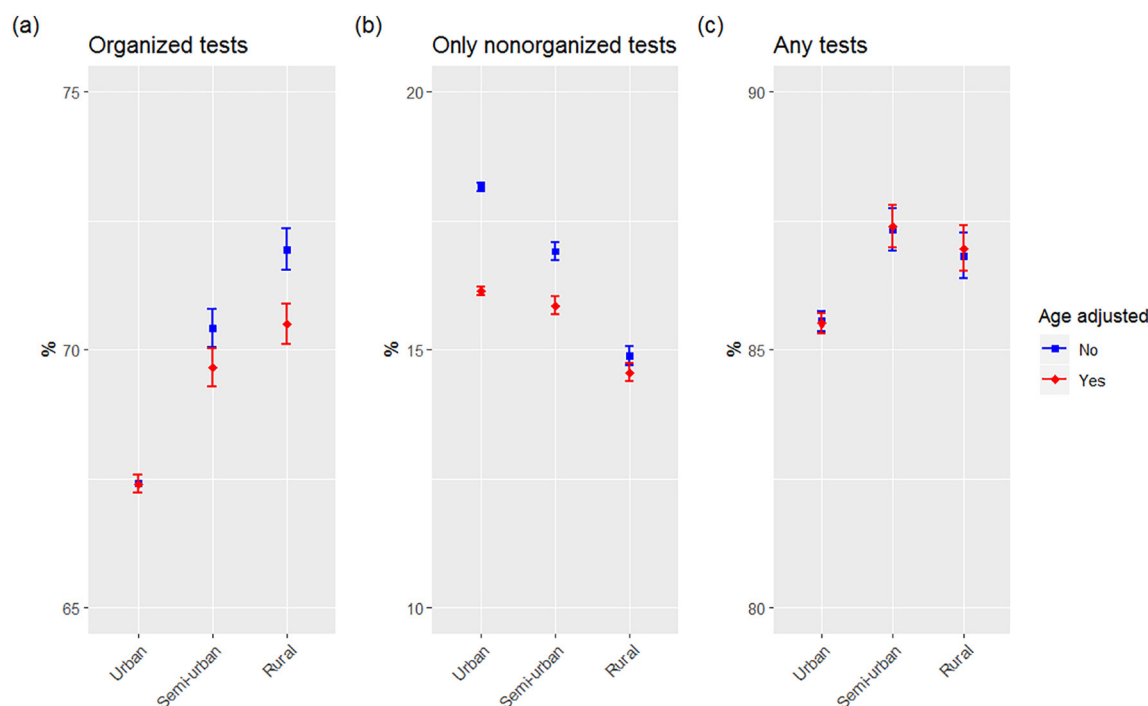 (a)
Organized tests
75
70
65
%
Urban
Semi-urban
Rural
(b)
Only nonorganized tests
20
15
10
%
Urban
Semi-urban
Rural
(c)
Any tests
90
85
80
%
Urban
Semi-urban
Rural
Age adjusted
No
Yes